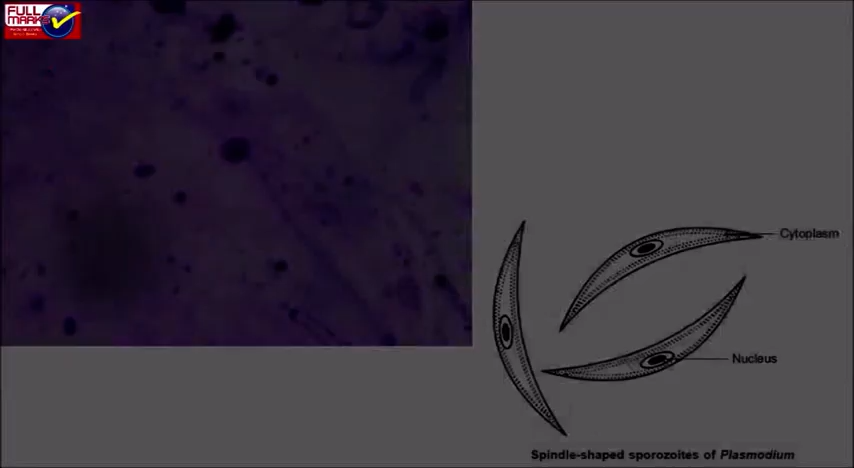 FULL
MARKS
Cytoplasm
Nucleus
Spindle-shaped sporozoites of Plasmodium